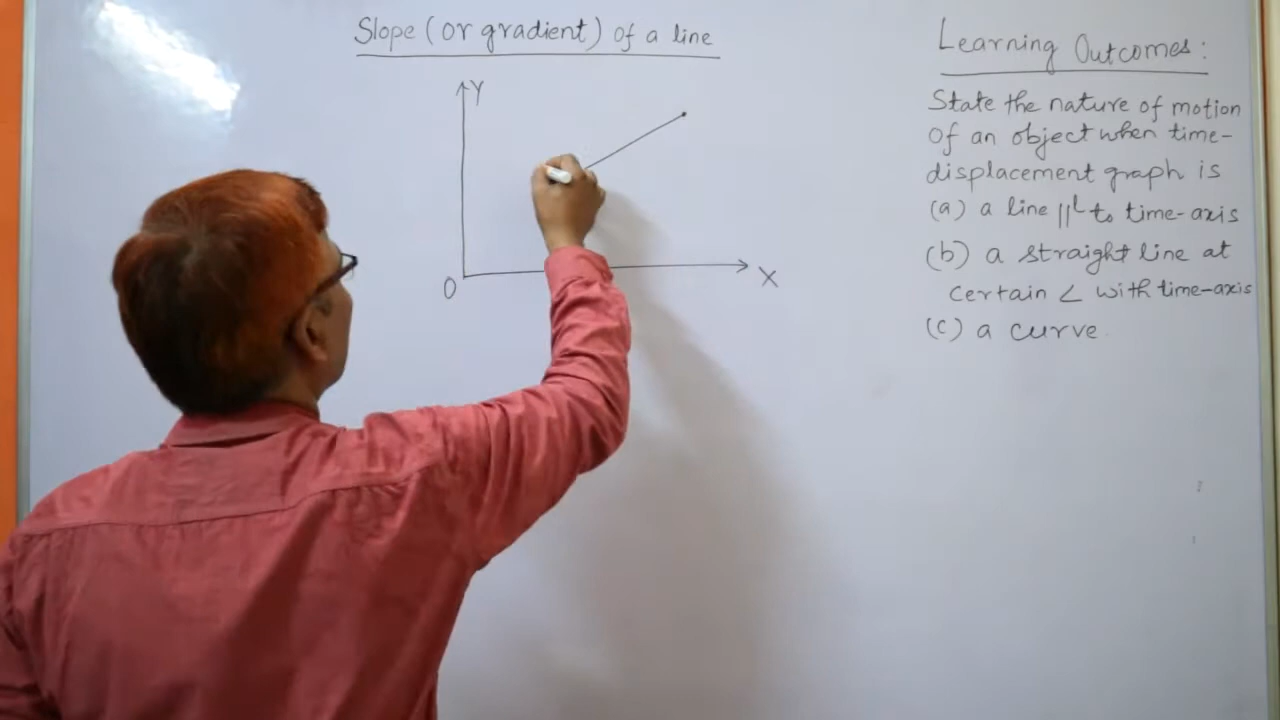 Slope (or gradient) of a line
Y
O
X
Learning Outcomes:
State the nature of motion
of an object when time-
displacement graph is
(a) a line ||L to time-axis
(b) a straight line at
certain ∠ with time-axis
(c) a curve